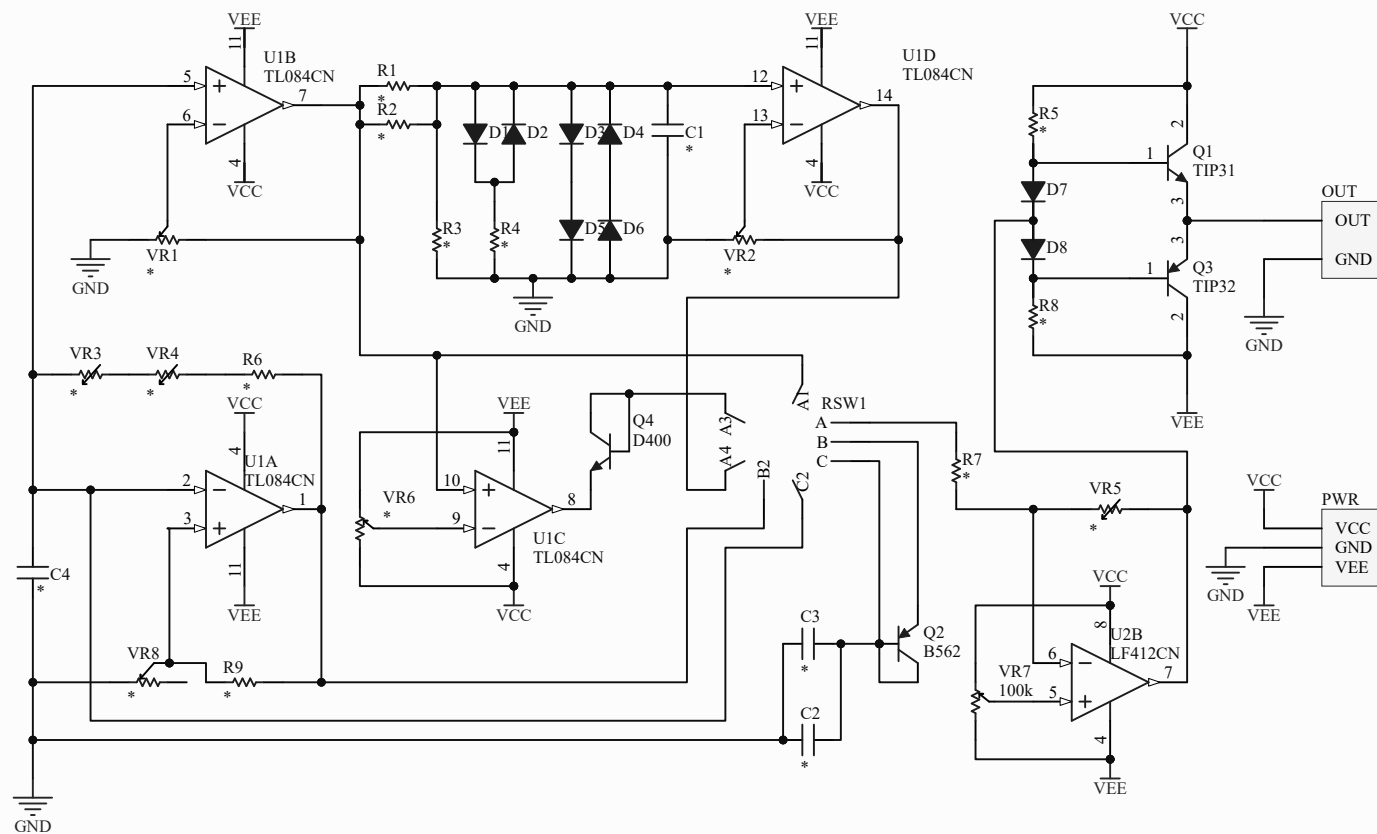 VEE
11
U1B
TL084CN
5
6
7
4
VCC
VR1
*
GND
R1
*
R2
*
D1
D2
D3
D4
C1
*
R3
*
R4
*
D5
D6
GND
VEE
11
U1D
TL084CN
12
13
14
4
VCC
VR2
*
VCC
R5
*
2
1
Q1
TIP31
3
D7
D8
3
1
Q3
TIP32
2
R8
*
VEE
OUT
OUT
GND
GND
VR3
*
VR4
*
R6
*
VCC
4
U1A
TL084CN
2
3
1
11
VEE
C4
*
VR8
*
R9
*
GND
VEE
11
VR6
*
10
9
8
U1C
TL084CN
4
VCC
Q4
D400
A3
A4
B2
A1
C2
RSW1
A
B
C
R7
*
VR5
*
C3
*
C2
*
Q2
B562
VCC
8
U2B
LF412CN
6
5
7
VR7
100k
4
VEE
VCC
PWR
VCC
GND
VEE
GND
VEE